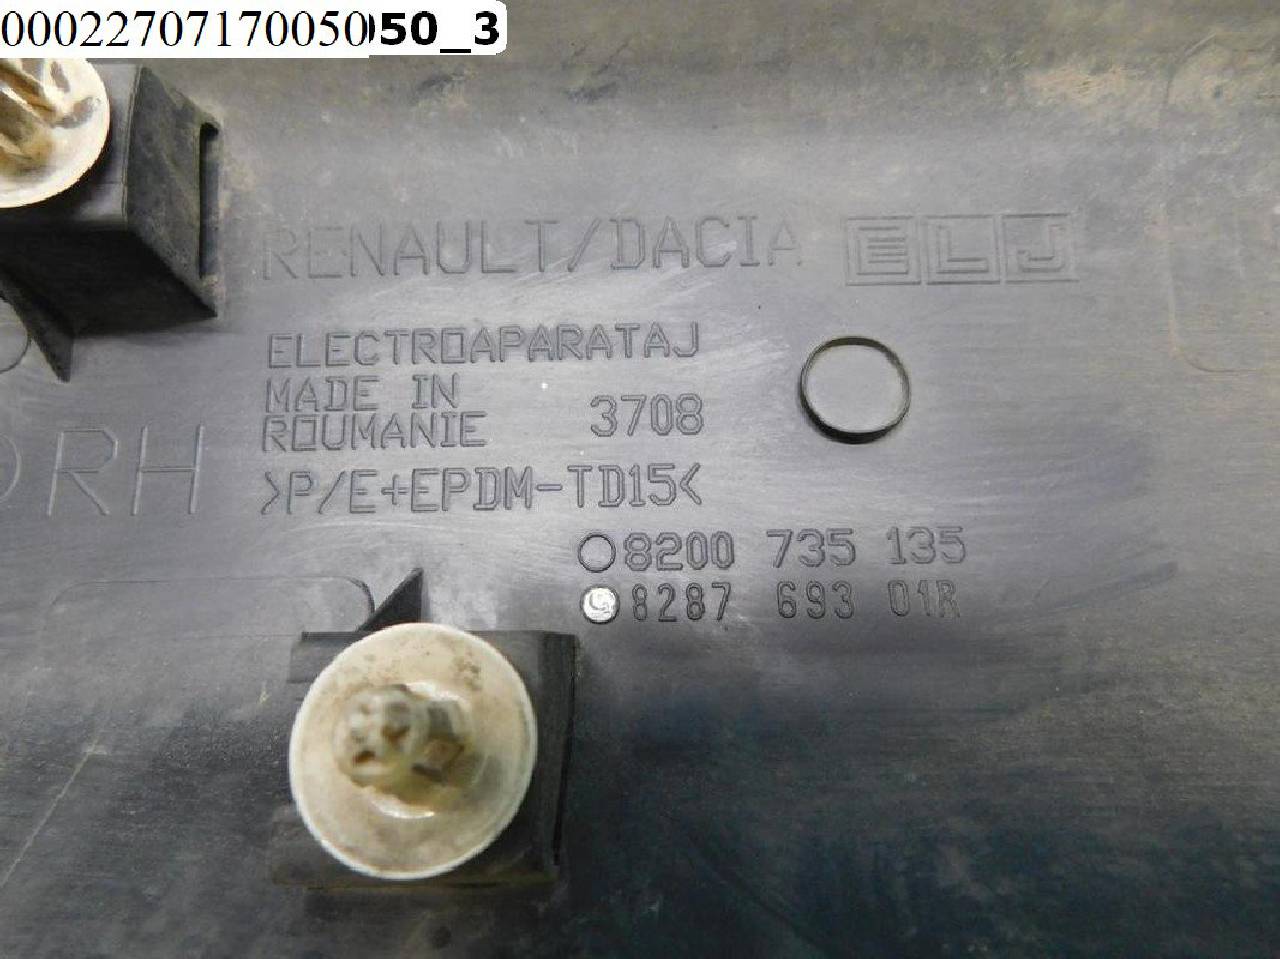 00022707170050050_3
RENAULT/DACIA ELJ
ELECTROAPARATAJ
MADE IN
ROUMANIE 3708
RH
>P/E+EPDM-TD15<
8200 735 135
8287 693 01R